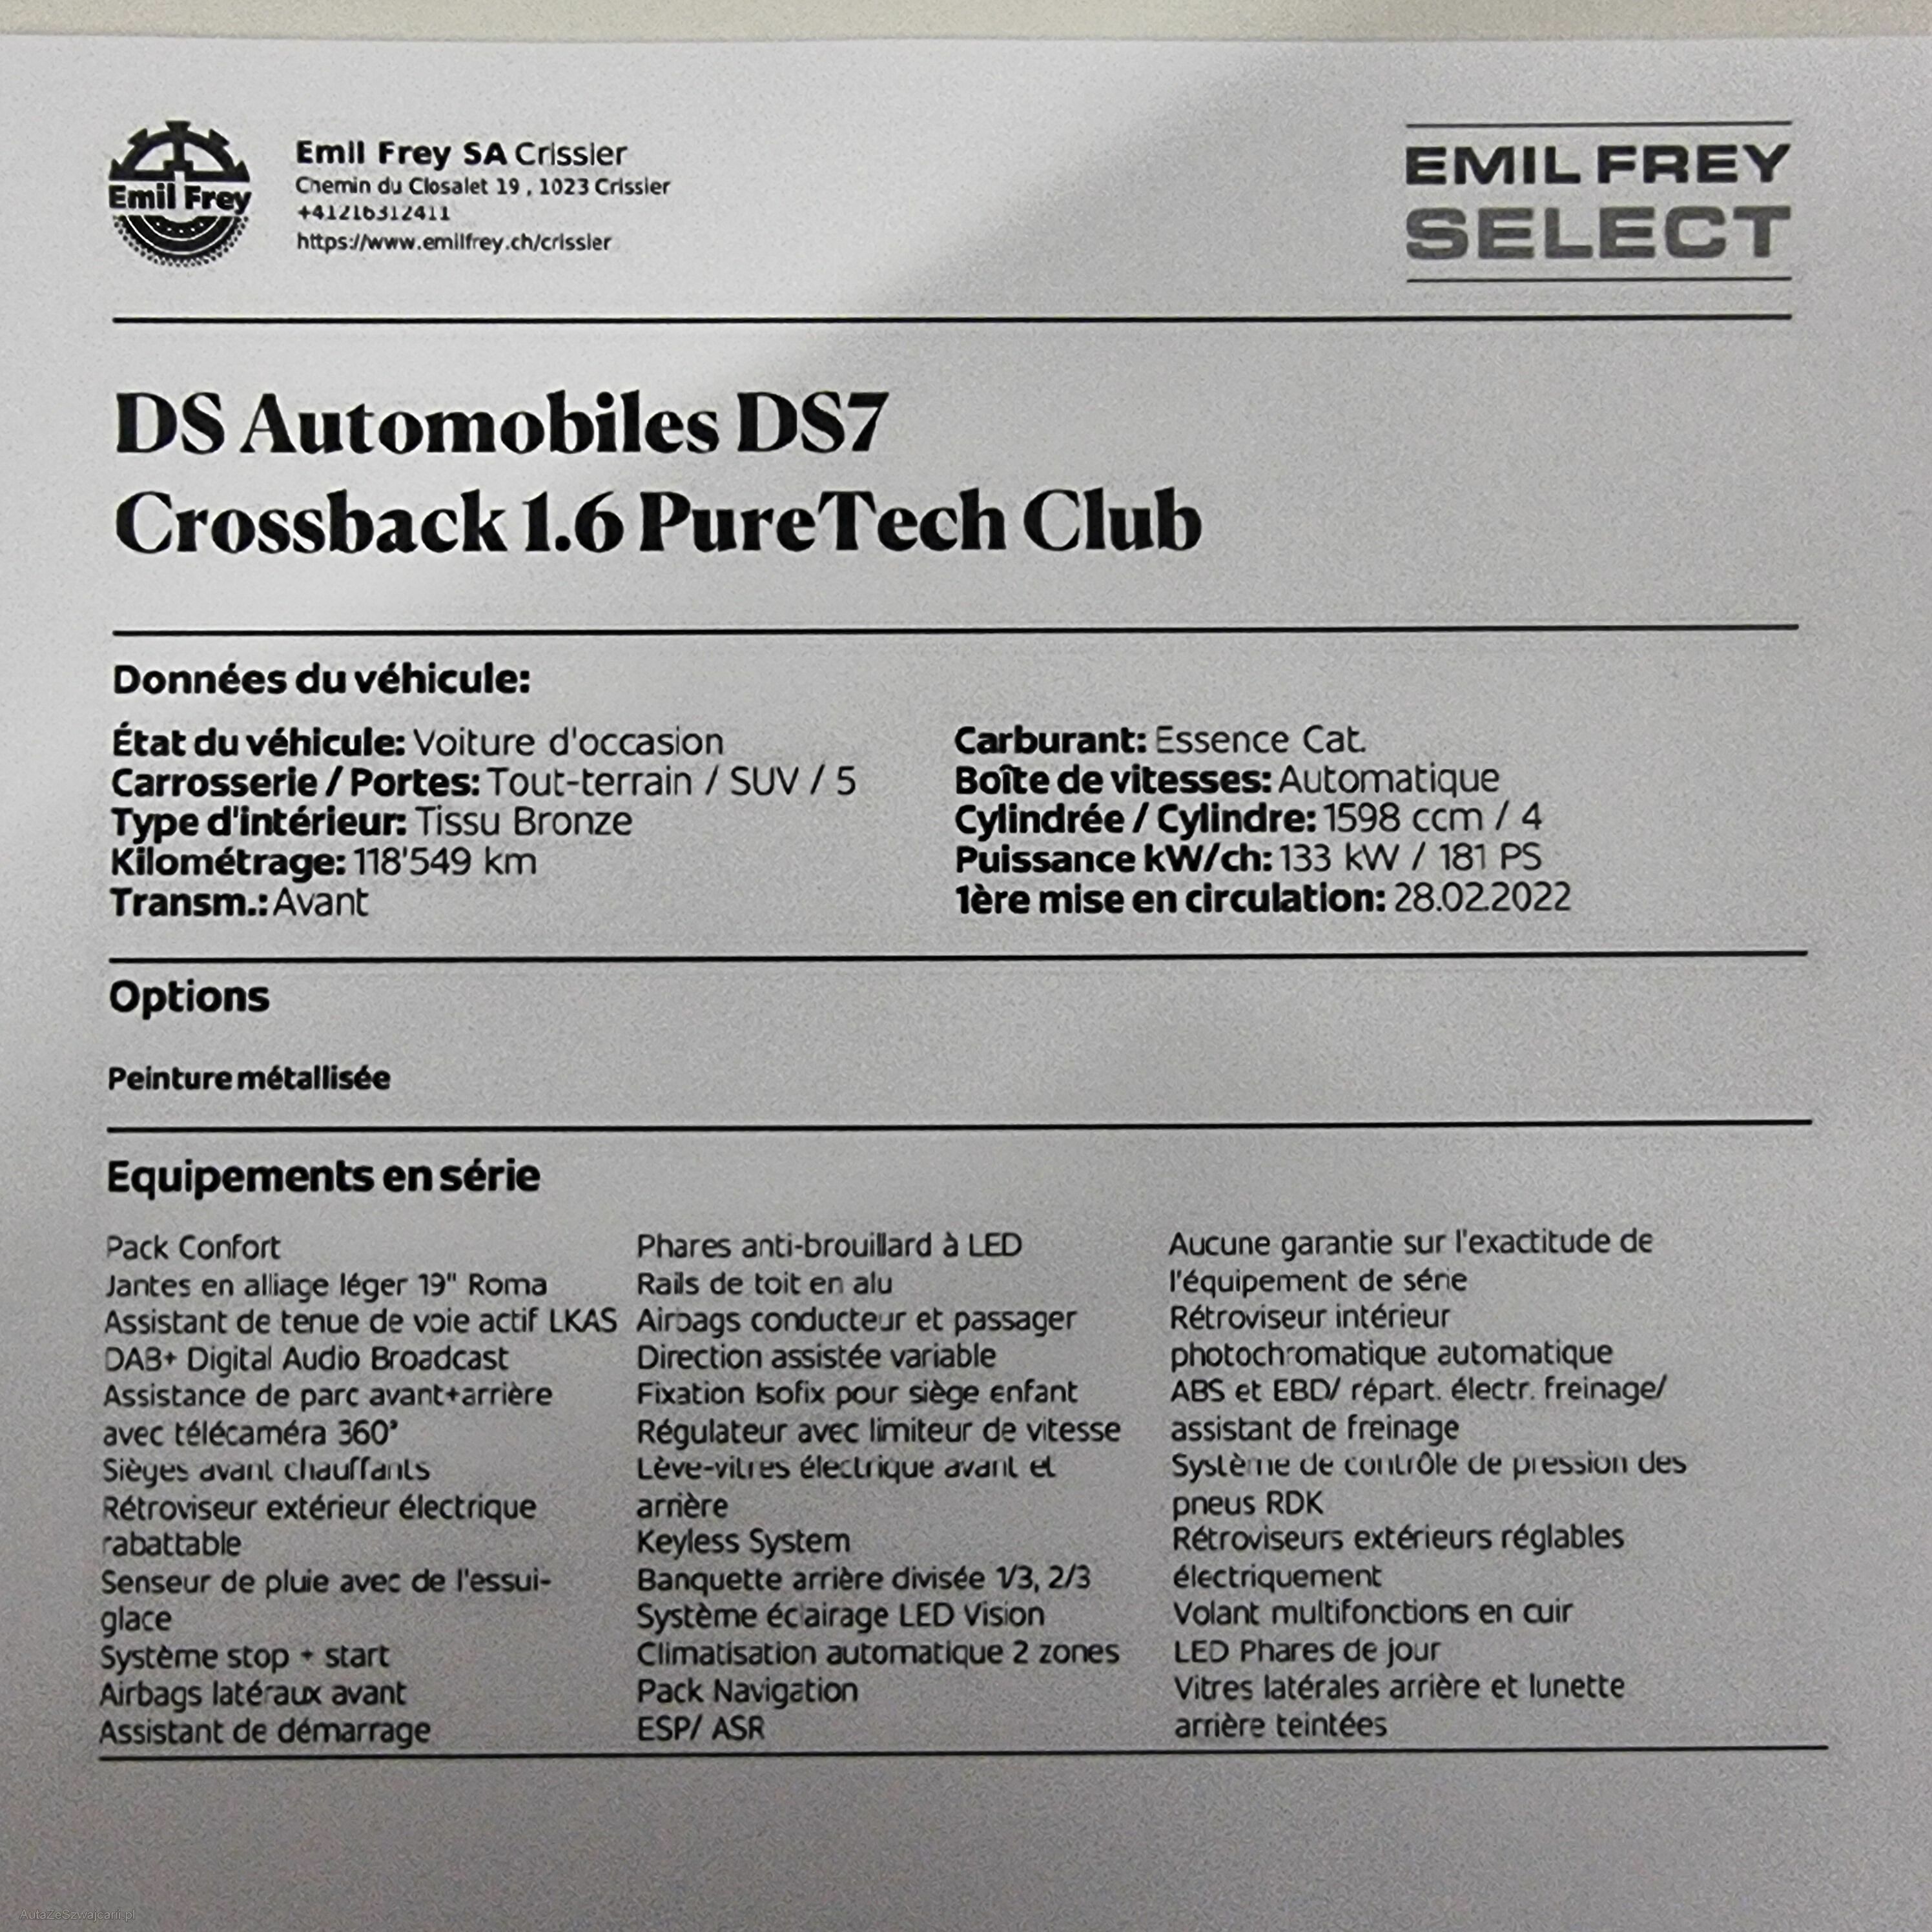 Emil Frey
Emil Frey SA Crissier
Chemin du Closalet 19 , 1023 Crissier
+41216312411
https://www.emilfrey.ch/crissier
EMIL FREY
SELECT
DS Automobiles DS7
Crossback 1.6 PureTech Club
Données du véhicule:
État du véhicule: Voiture d'occasion
Carrosserie / Portes: Tout-terrain / SUV / 5
Type d'intérieur: Tissu Bronze
Kilométrage: 118'549 km
Transm.: Avant
Carburant: Essence Cat.
Boîte de vitesses: Automatique
Cylindrée / Cylindre: 1598 ccm / 4
Puissance kW/ch: 133 kW / 181 PS
1ère mise en circulation: 28.02.2022
Options
Peinture métallisée
Equipements en série
Pack Confort
Jantes en alliage léger 19" Roma
Assistant de tenue de voie actif LKAS
DAB+ Digital Audio Broadcast
Assistance de parc avant+arrière
avec télécaméra 360°
Sièges avant chauffants
Rétroviseur extérieur électrique
rabattable
Senseur de pluie avec de l'essui-
glace
Système stop + start
Airbags latéraux avant
Assistant de démarrage
Phares anti-brouillard à LED
Rails de toit en alu
Airbags conducteur et passager
Direction assistée variable
Fixation Isofix pour siège enfant
Régulateur avec limiteur de vitesse
Lève-vitres électrique avant et
arrière
Keyless System
Banquette arrière divisée 1/3, 2/3
Système éclairage LED Vision
Climatisation automatique 2 zones
Pack Navigation
ESP/ ASR
Aucune garantie sur l'exactitude de
l'équipement de série
Rétroviseur intérieur
photochromatique automatique
ABS et EBD/ répart. électr. freinage/
assistant de freinage
Système de contrôle de pression des
pneus RDK
Rétroviseurs extérieurs réglables
électriquement
Volant multifonctions en cuir
LED Phares de jour
Vitres latérales arrière et lunette
arrière teintées
AutaZeSzwajcarii.pl